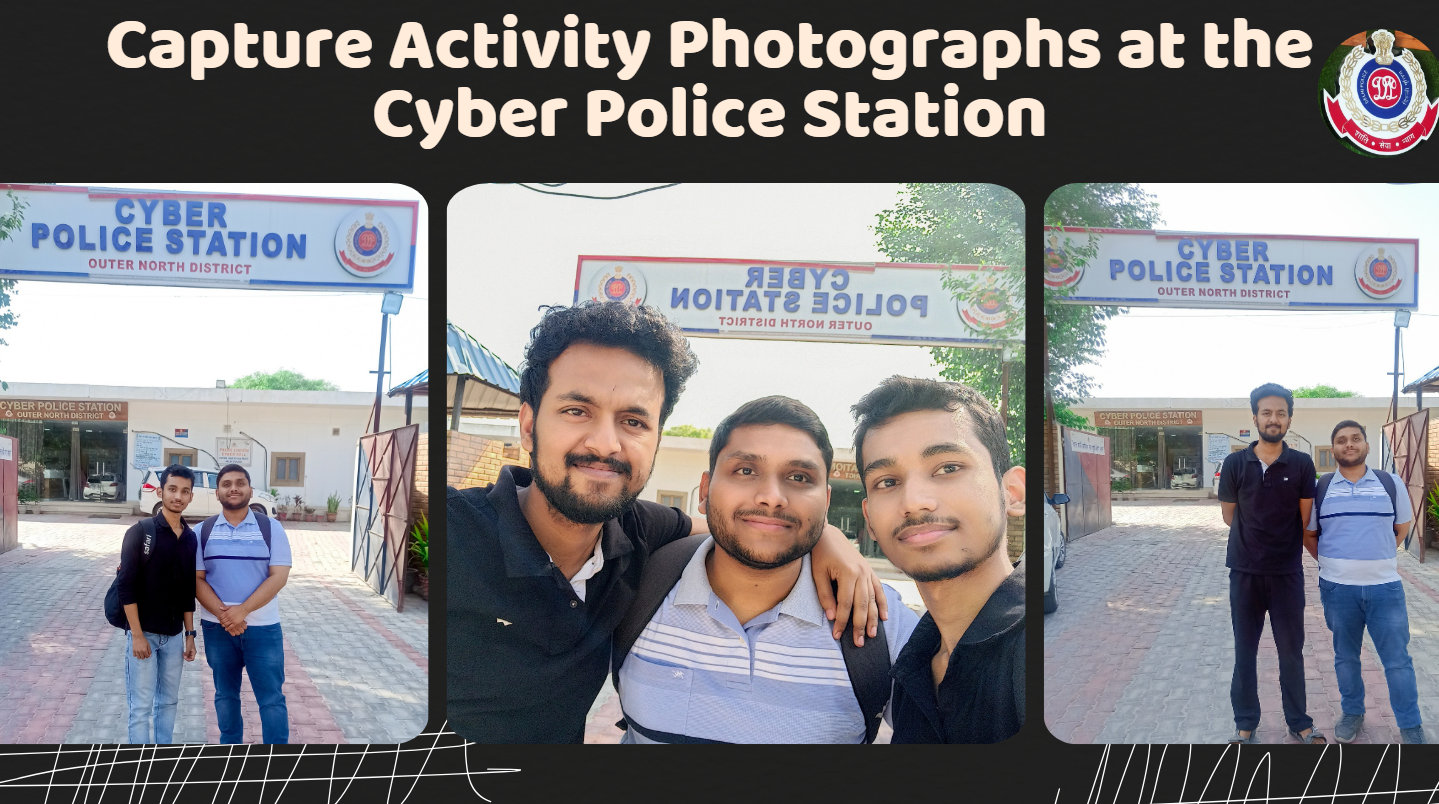 Capture Activity Photographs at the
Cyber Police Station
शान्ति • सेवा • न्याय
CYBER
POLICE STATION
OUTER NORTH DISTRICT
CYBER POLICE STATION
OUTER NORTH DISTRICT
safari
CYBER
POLICE STATION
OUTER NORTH DISTRICT
CYBER
POLICE STATION
OUTER NORTH DISTRICT
CYBER POLICE STATION
OUTER NORTH DISTRICT